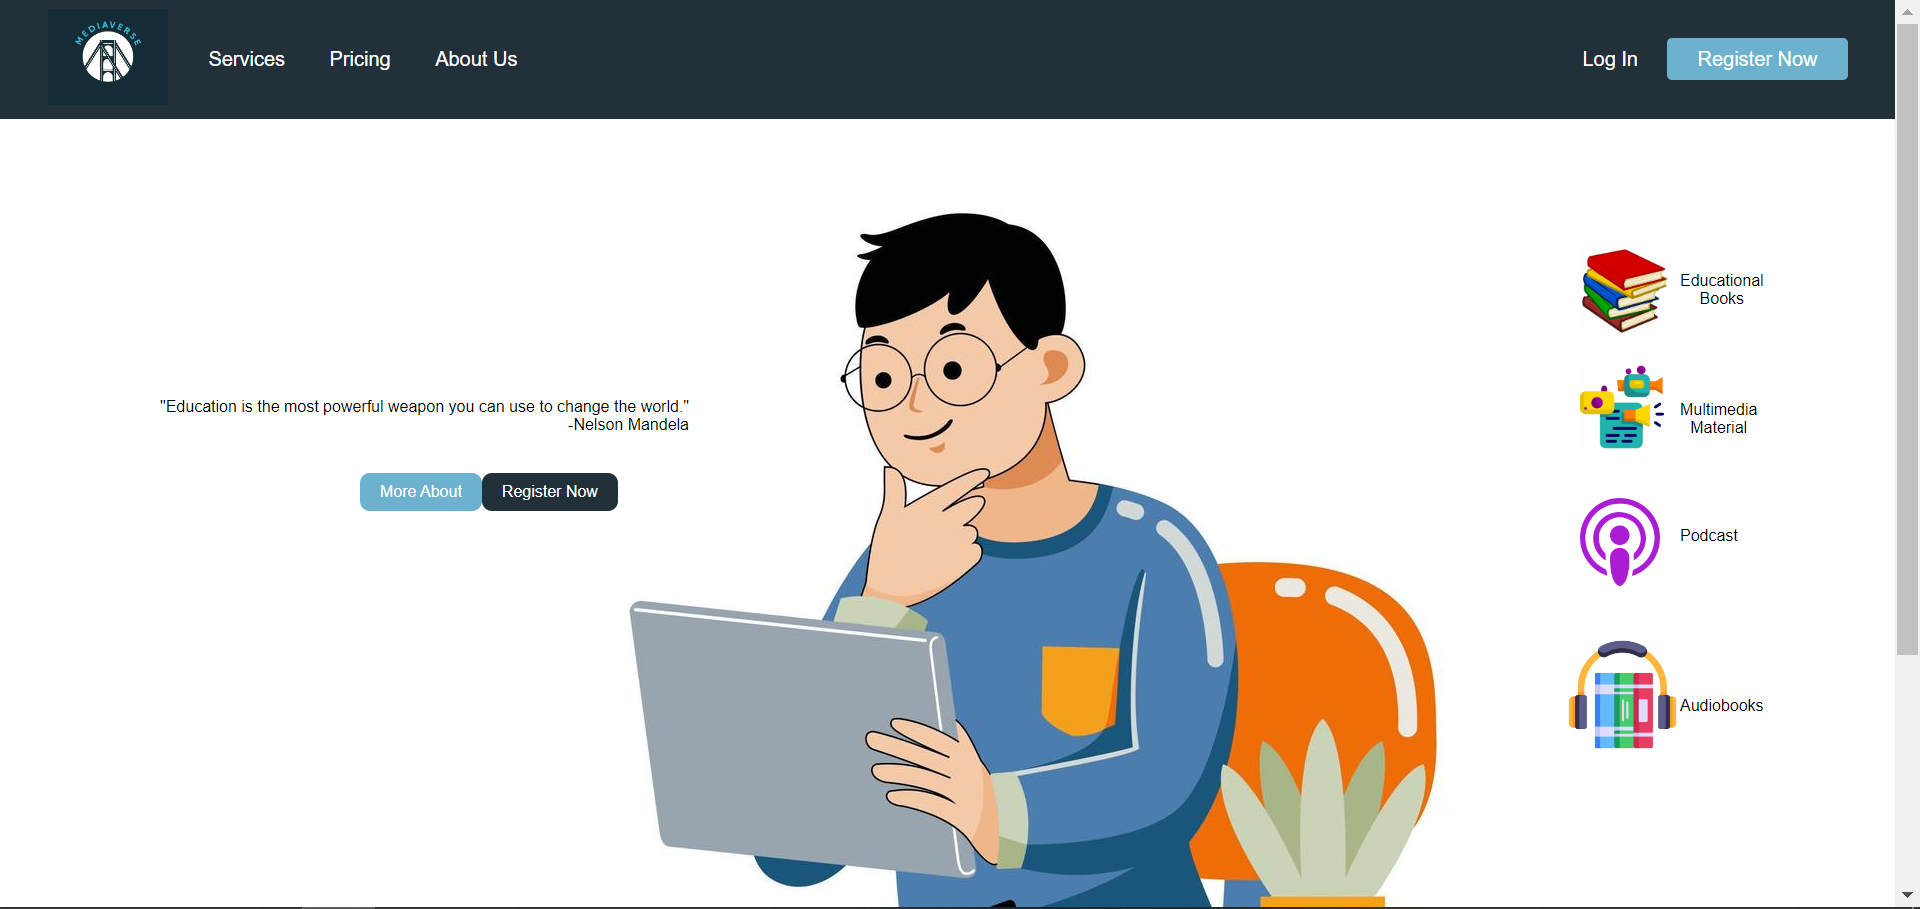 MEDIAVERSE
Services
Pricing
About Us
Log In
Register Now
"Education is the most powerful weapon you can use to change the world."
-Nelson Mandela
More About
Register Now
Educational
Books
Multimedia
Material
Podcast
Audiobooks